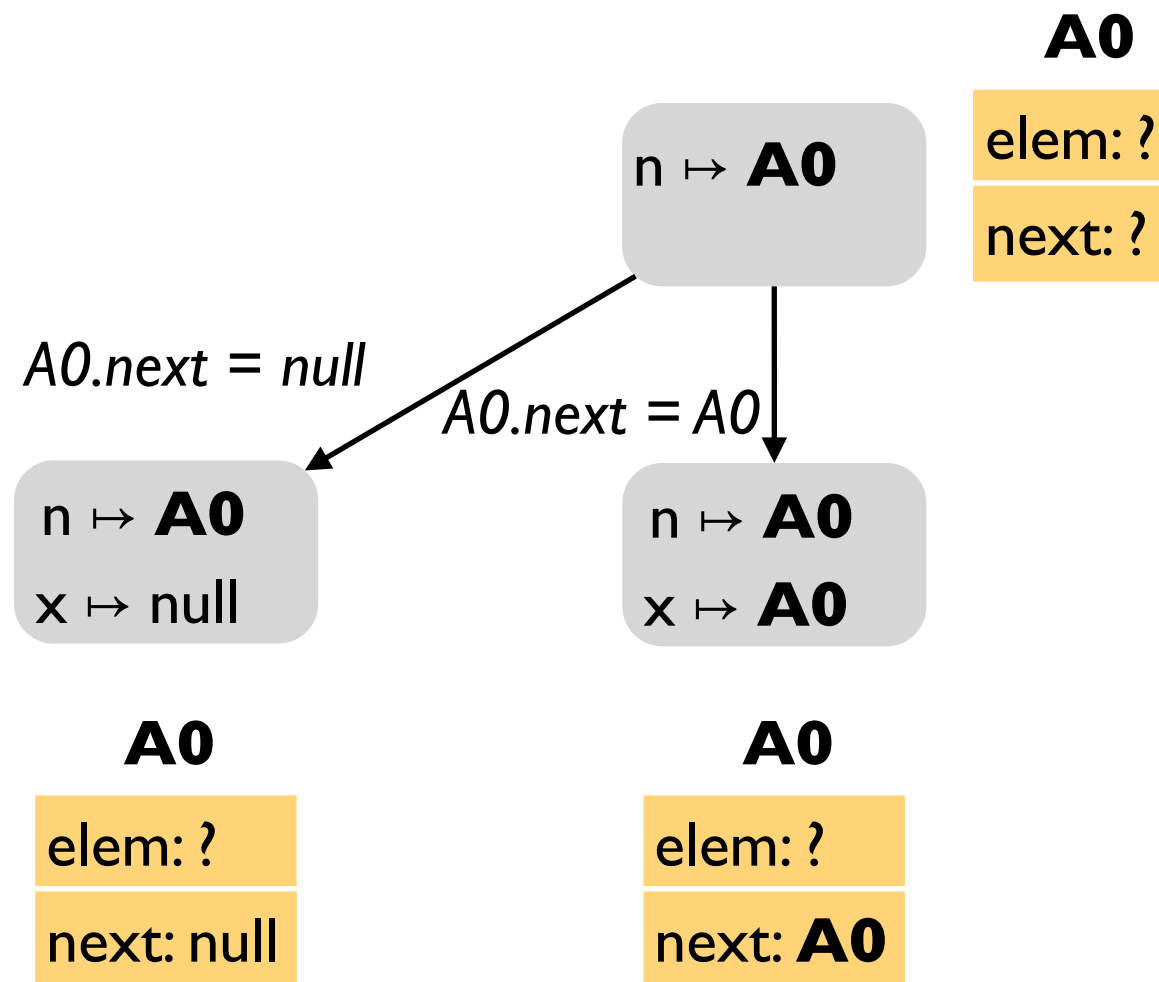 A0
elem: ?
n ↦ A0
next: ?
A0.next = null
A0.next = A0
n ↦ A0
x ↦ null
n ↦ A0
x ↦ A0
A0
elem: ?
next: null
A0
elem: ?
next: A0